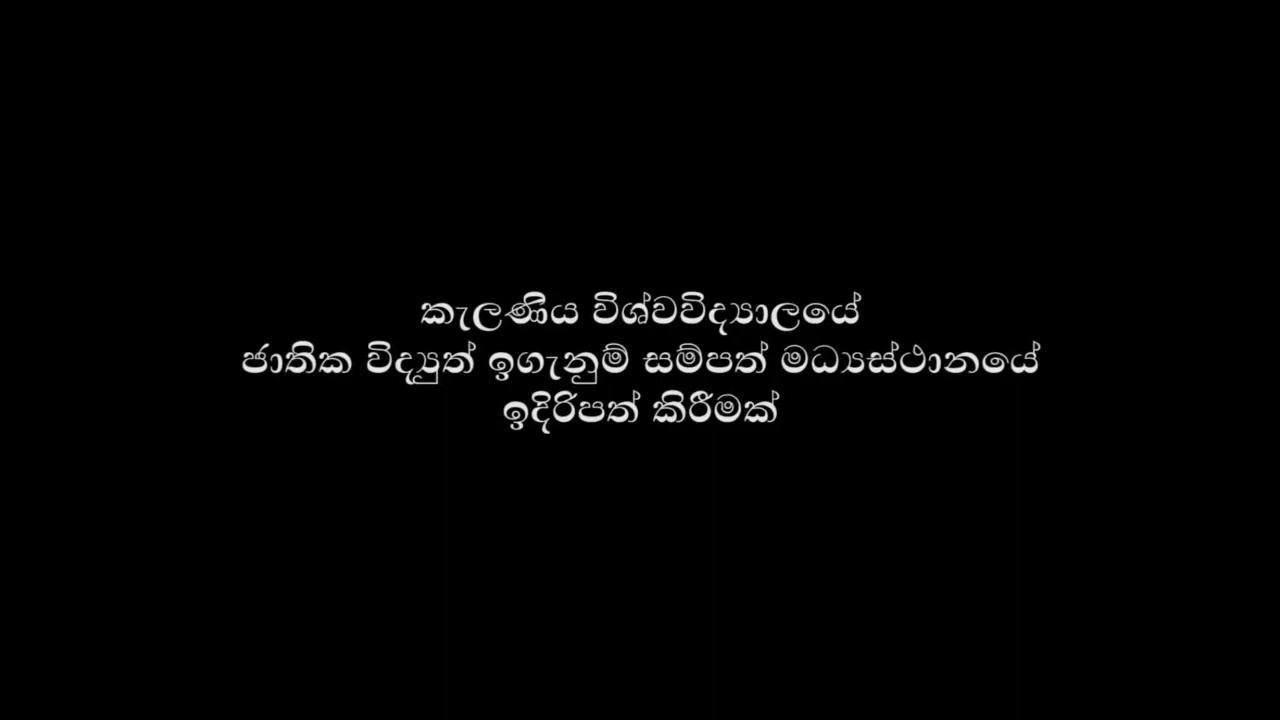 කැලණිය විශ්වවිද්‍යාලයේ
ජාතික විද්‍යුත් ඉගැනුම් සම්පත් මධ්‍යස්ථානයේ
ඉදිරිපත් කිරීමක්